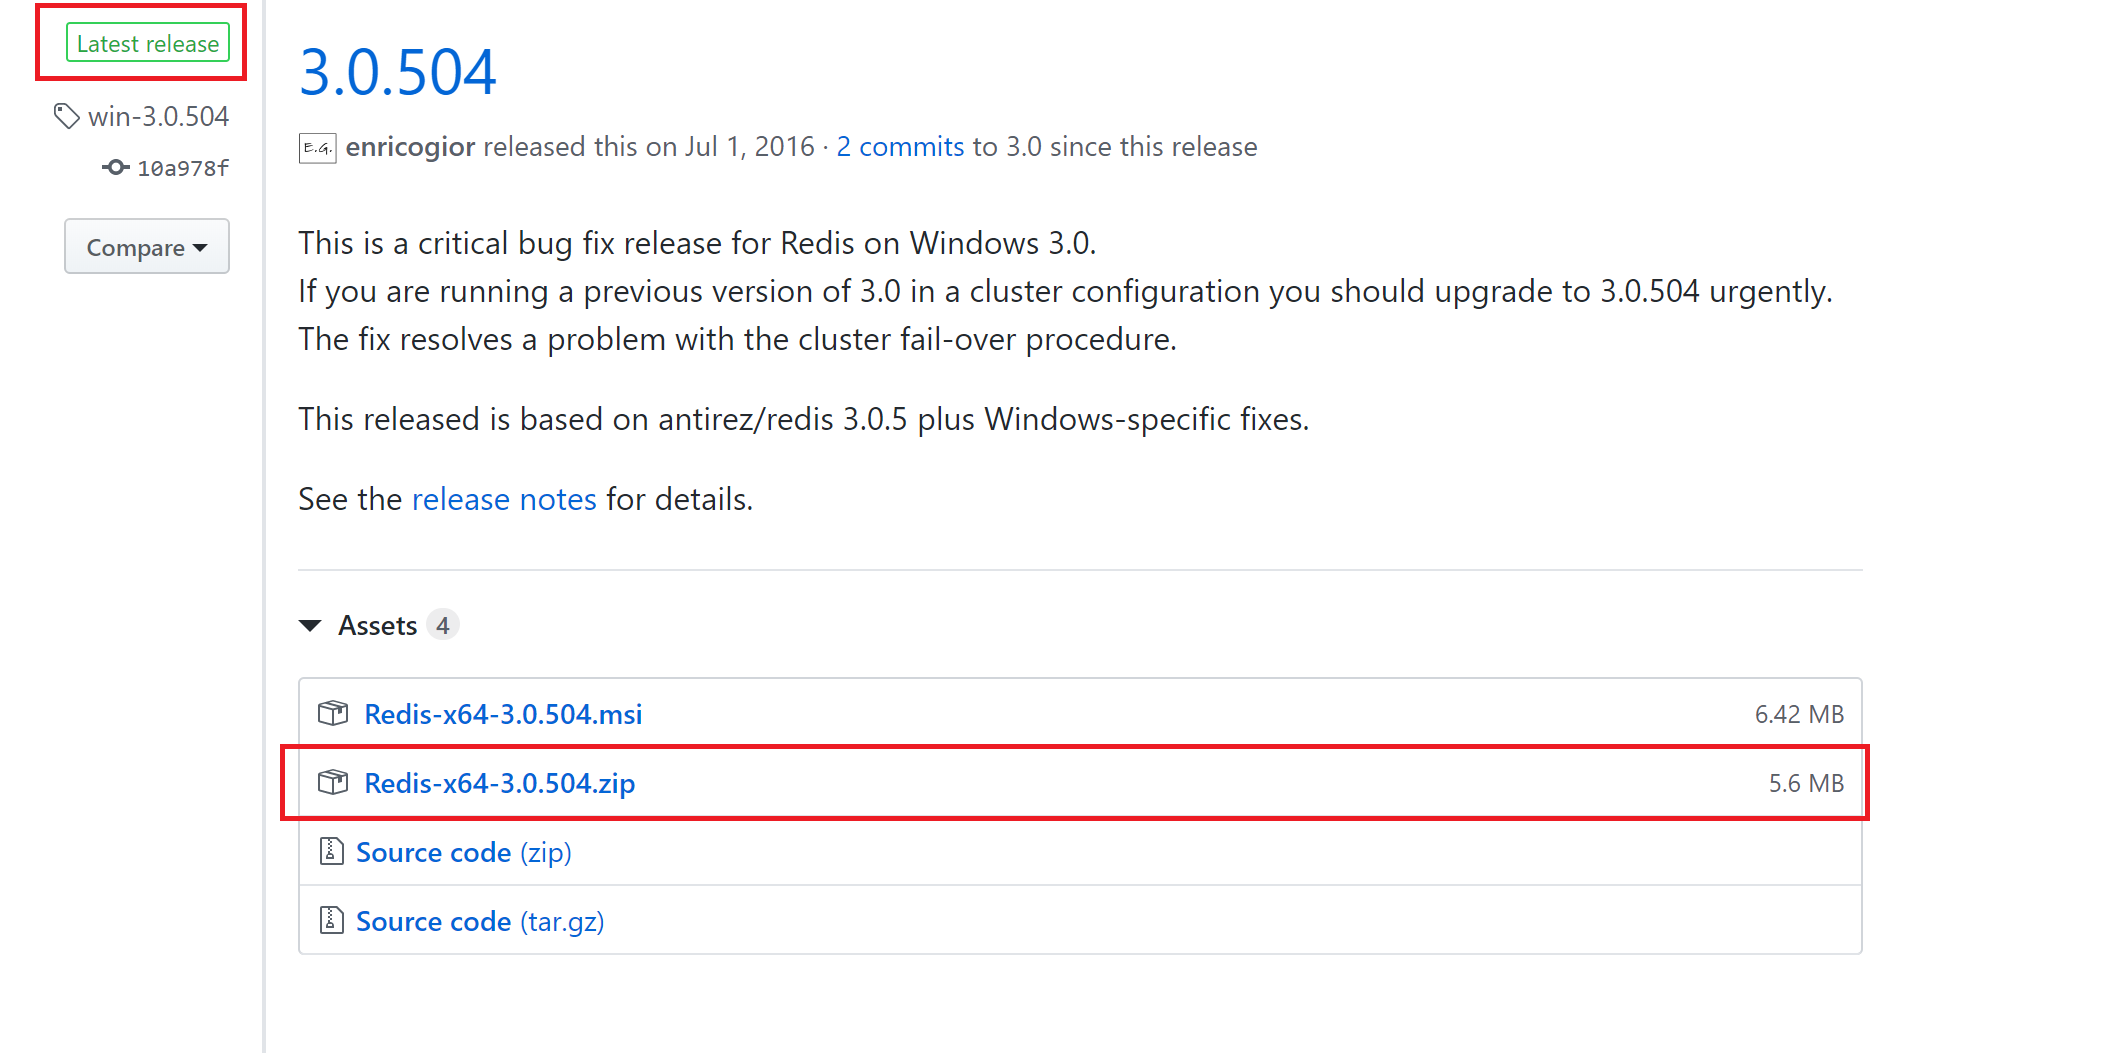 Latest release
win-3.0.504
10a978f
Compare
3.0.504
E.G. enricogior released this on Jul 1, 2016 · 2 commits to 3.0 since this release
This is a critical bug fix release for Redis on Windows 3.0.
If you are running a previous version of 3.0 in a cluster configuration you should upgrade to 3.0.504 urgently.
The fix resolves a problem with the cluster fail-over procedure.
This released is based on antirez/redis 3.0.5 plus Windows-specific fixes.
See the release notes for details.
Assets 4
Redis-x64-3.0.504.msi 6.42 MB
Redis-x64-3.0.504.zip 5.6 MB
Source code (zip)
Source code (tar.gz)